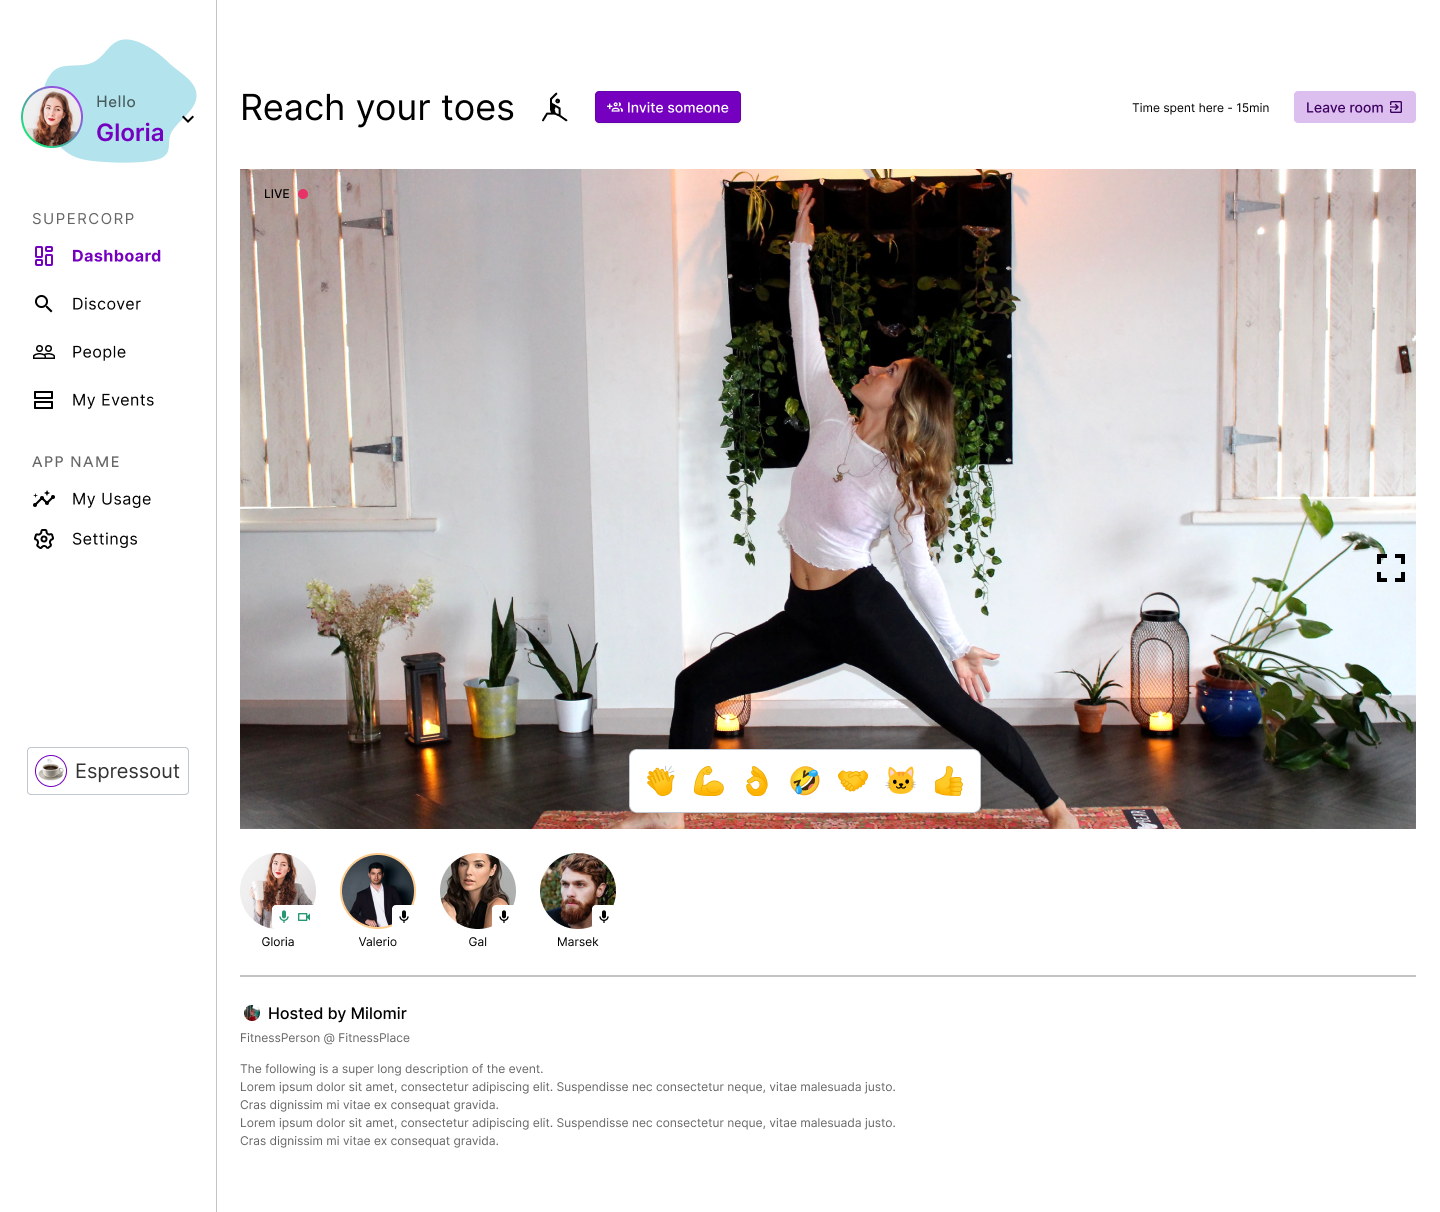 Hello
Gloria
SUPERCORP
Dashboard
Discover
People
My Events
APP NAME
My Usage
Settings
Espressout
Reach your toes
Invite someone
Time spent here - 15min
Leave room
LIVE
Gloria
Valerio
Gal
Marsek
Hosted by Milomir
FitnessPerson @ FitnessPlace
The following is a super long description of the event.
Lorem ipsum dolor sit amet, consectetur adipiscing elit. Suspendisse nec consectetur neque, vitae malesuada justo.
Cras dignissim mi vitae ex consequat gravida.
Lorem ipsum dolor sit amet, consectetur adipiscing elit. Suspendisse nec consectetur neque, vitae malesuada justo.
Cras dignissim mi vitae ex consequat gravida.